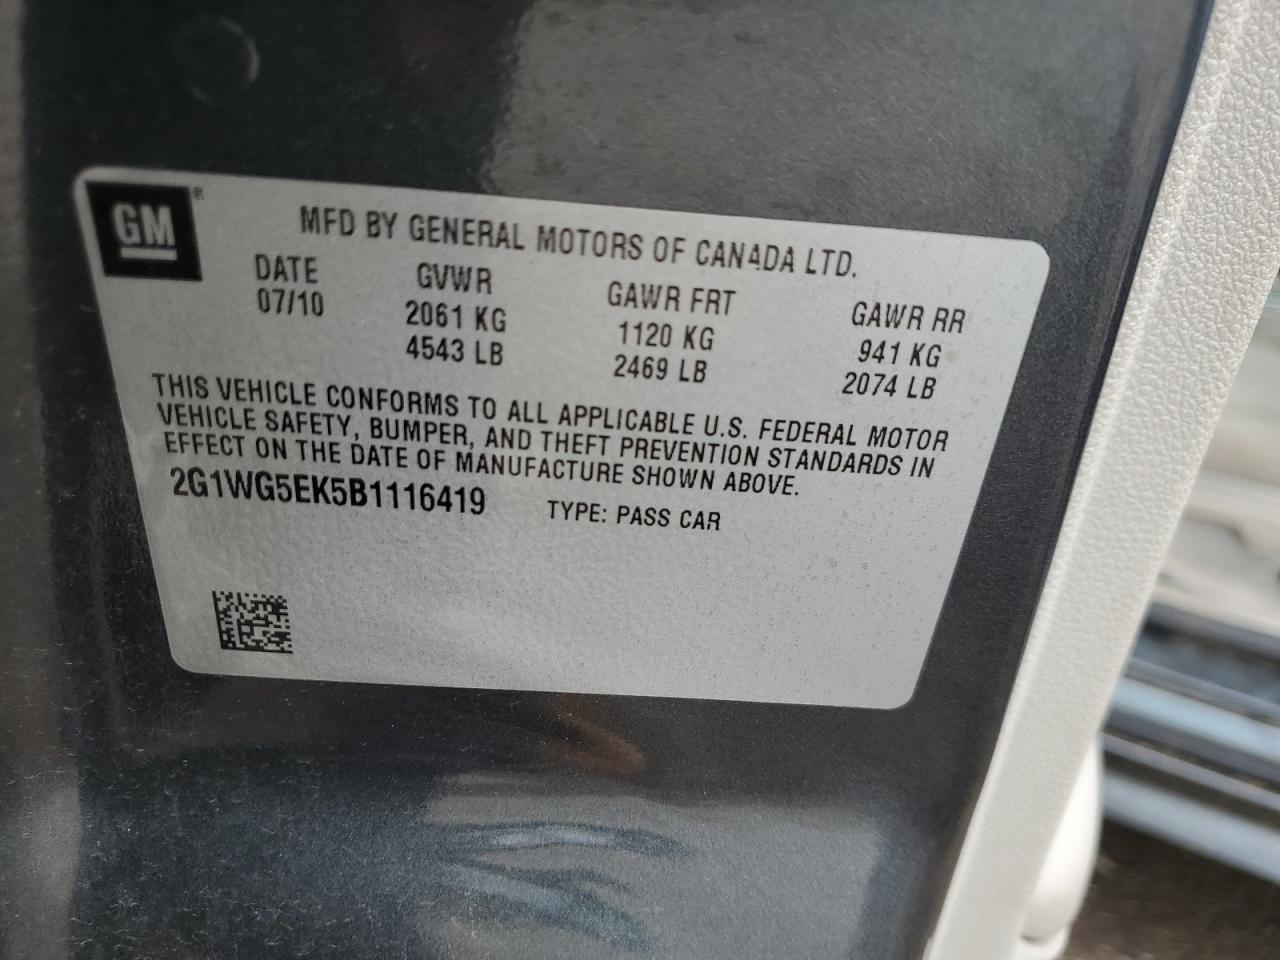 GM ®
MFD BY GENERAL MOTORS OF CANADA LTD.
DATE GVWR GAWR FRT GAWR RR
07/10 2061 KG 1120 KG 941 KG
4543 LB 2469 LB 2074 LB
THIS VEHICLE CONFORMS TO ALL APPLICABLE U.S. FEDERAL MOTOR
VEHICLE SAFETY, BUMPER, AND THEFT PREVENTION STANDARDS IN
EFFECT ON THE DATE OF MANUFACTURE SHOWN ABOVE.
2G1WG5EK5B1116419 TYPE: PASS CAR